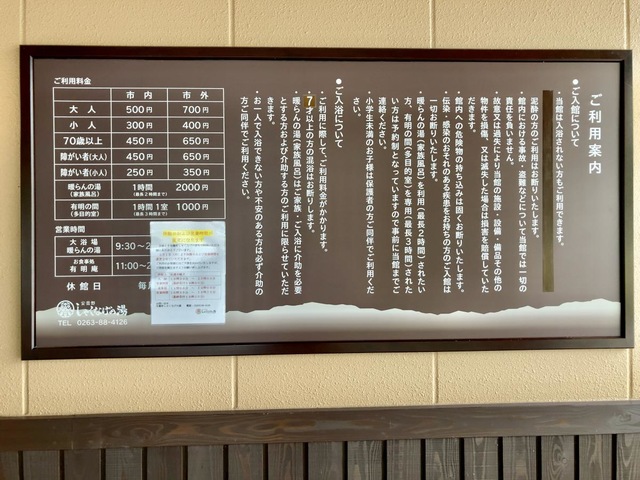 ご利用案内
●ご入館について
・当館は入浴されない方もご利用できます。
泥酔の方のご利用はお断りいたします。
館内における事故・盗難などについて当館では一切の
責任を負いません。
・故意又は過失により当館の施設・設備・備品その他の
物件を損傷、又は滅失した場合は損害を賠償していた
だきます。
館内への危険物の持ち込みは固くお断りいたします。
伝染・感染のおそれのある疾患をお持ちの方のご入館は
一切お断りいたします。
暖らんの湯(家族風呂)を利用(最長2時間)されたい
方、有明の間(多目的室)を専用(最長3時間)された
い方は予約制となっていますので事前に当館までご
連絡ください。
・小学生未満のお子様は保護者の方ご同伴でご利用くだ
さい。
●ご入浴について
・ご利用に際してご利用料金がかかります。
・7才以上の方の混浴はお断りします。
・暖らんの湯(家族風呂)はご家族・ご入浴に介助を必要
とする方および介助する方のご利用に限らせていただ
きます。
・お一人で入浴できない方や不安のある方は必ず介助の
方ご同伴でご利用ください。
ご利用料金
市内 市外
大人 500円 700円
小人 300円 400円
70歳以上 450円 650円
障がい者(大人) 450円 650円
障がい者(小人) 250円 350円
暖らんの湯(家族風呂) 1時間(最長2時間まで) 2000円
有明の間(多目的室) 1時間1室(最長3時間まで) 1000円
営業時間
大浴場
暖らんの湯 9:30～2
お食事処
有明庵 11:00～2
休館日 毎
安曇野
しゃくなげの湯
TEL 0263-88-4126